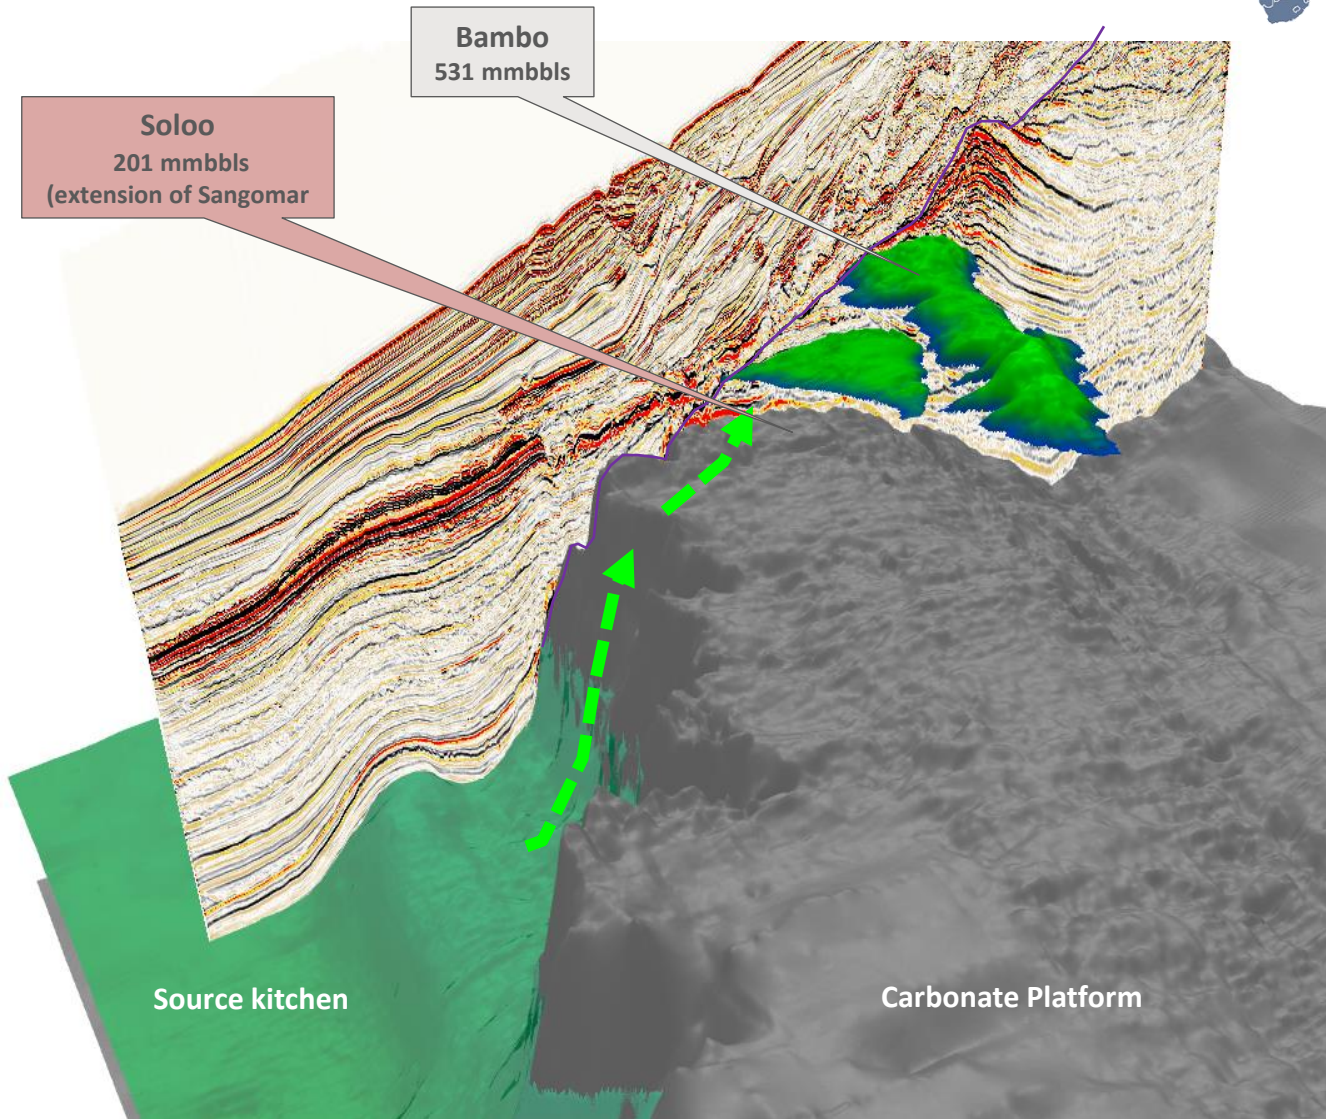 Bambo
531 mmbbls
Soloo
201 mmbbls
(extension of Sangomar
Source kitchen
Carbonate Platform